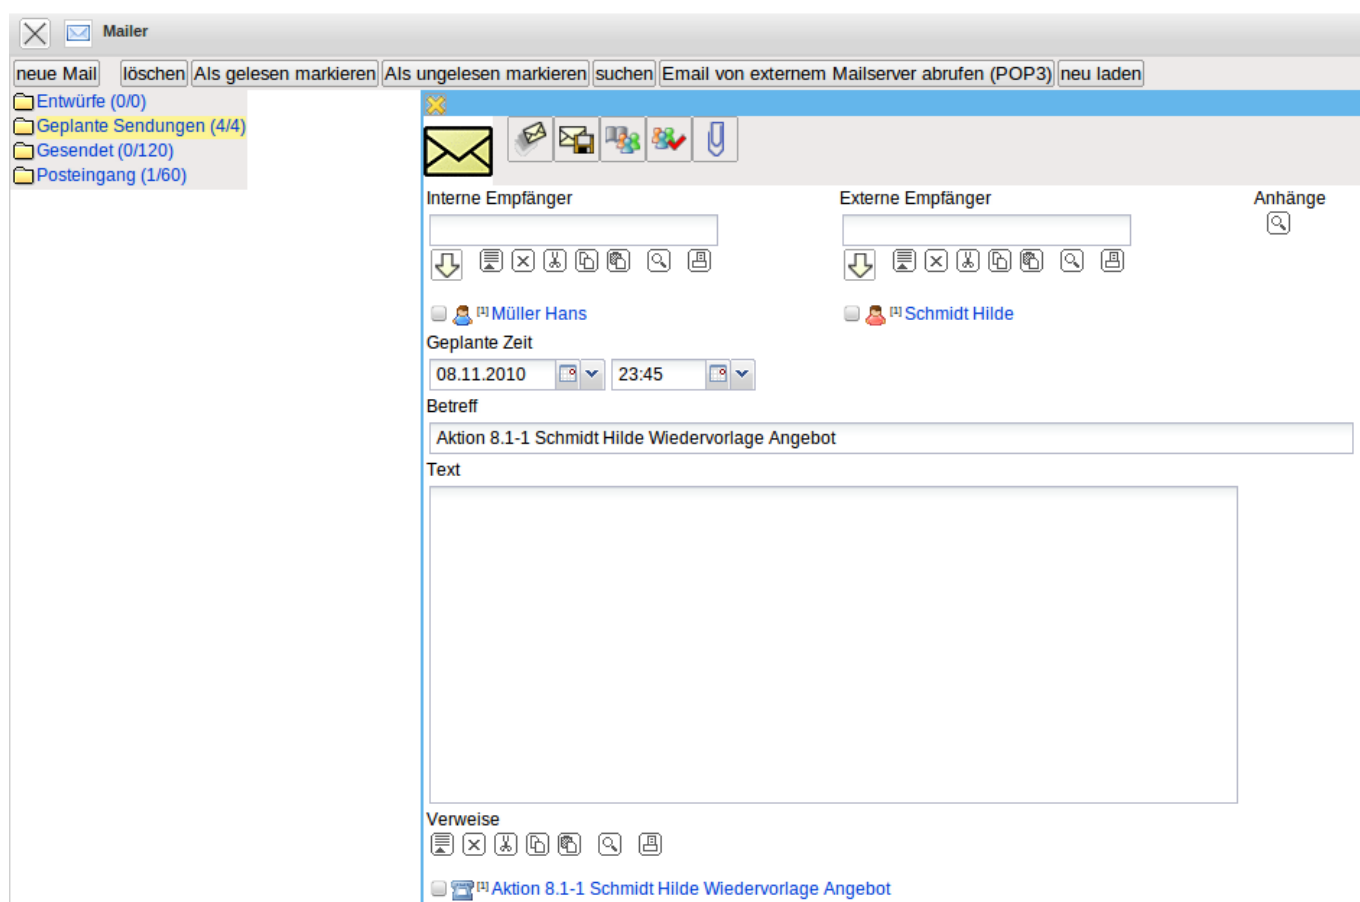 Mailer
neue Mail löschen Als gelesen markieren Als ungelesen markieren suchen Email von externem Mailserver abrufen (POP3) neu laden
Entwürfe (0/0)
Geplante Sendungen (4/4)
Gesendet (0/120)
Posteingang (1/60)
Interne Empfänger Externe Empfänger Anhänge
[1] Müller Hans [1] Schmidt Hilde
Geplante Zeit
08.11.2010 23:45
Betreff
Aktion 8.1-1 Schmidt Hilde Wiedervorlage Angebot
Text
Verweise
[1] Aktion 8.1-1 Schmidt Hilde Wiedervorlage Angebot